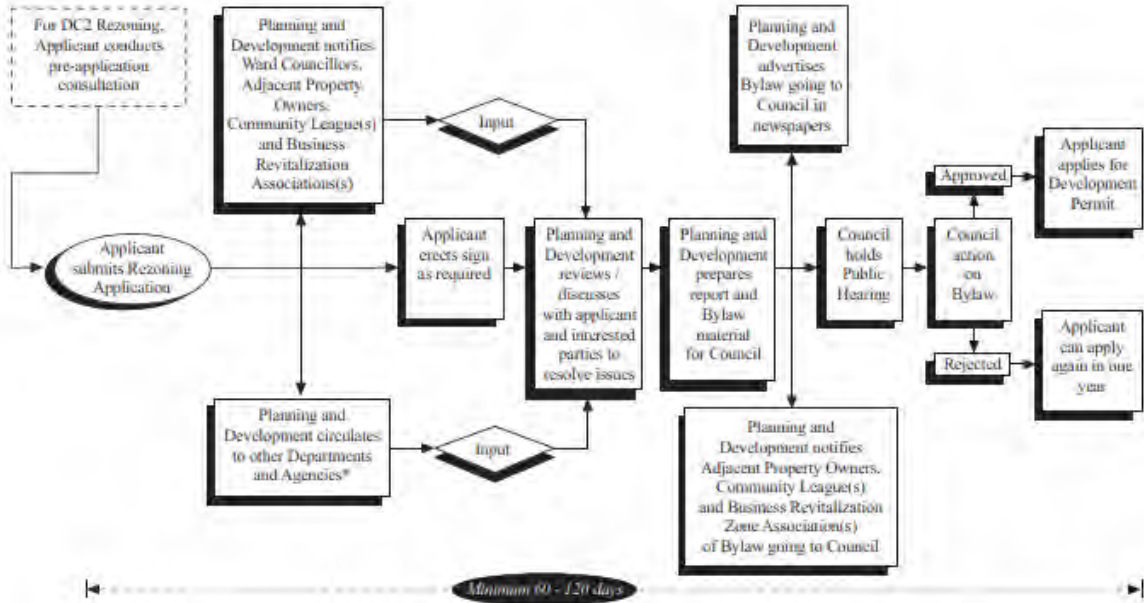 For DC2 Rezoning,
Applicant conducts
pre-application
consultation
Applicant
submits Rezoning
Application
Planning and
Development notifies
Ward Councillors,
Adjacent Property
Owners,
Community League(s)
and Business
Revitalization
Associations(s)
Input
Planning and
Development circulates
to other Departments
and Agencies*
Input
Applicant
erects sign
as required
Planning and
Development
reviews /
discusses
with applicant
and interested
parties to
resolve issues
Planning and
Development
prepares
report and
Bylaw
material
for Council
Planning and
Development
advertises
Bylaw going to
Council in
newspapers
Planning and
Development notifies
Adjacent Property Owners,
Community League(s)
and Business Revitalization
Zone Association(s)
of Bylaw going to Council
Council
holds
Public
Hearing
Council
action
on
Bylaw
Approved
Applicant
applies for
Development
Permit
Rejected
Applicant
can apply
again in one
year
Minimum 60 - 120 days